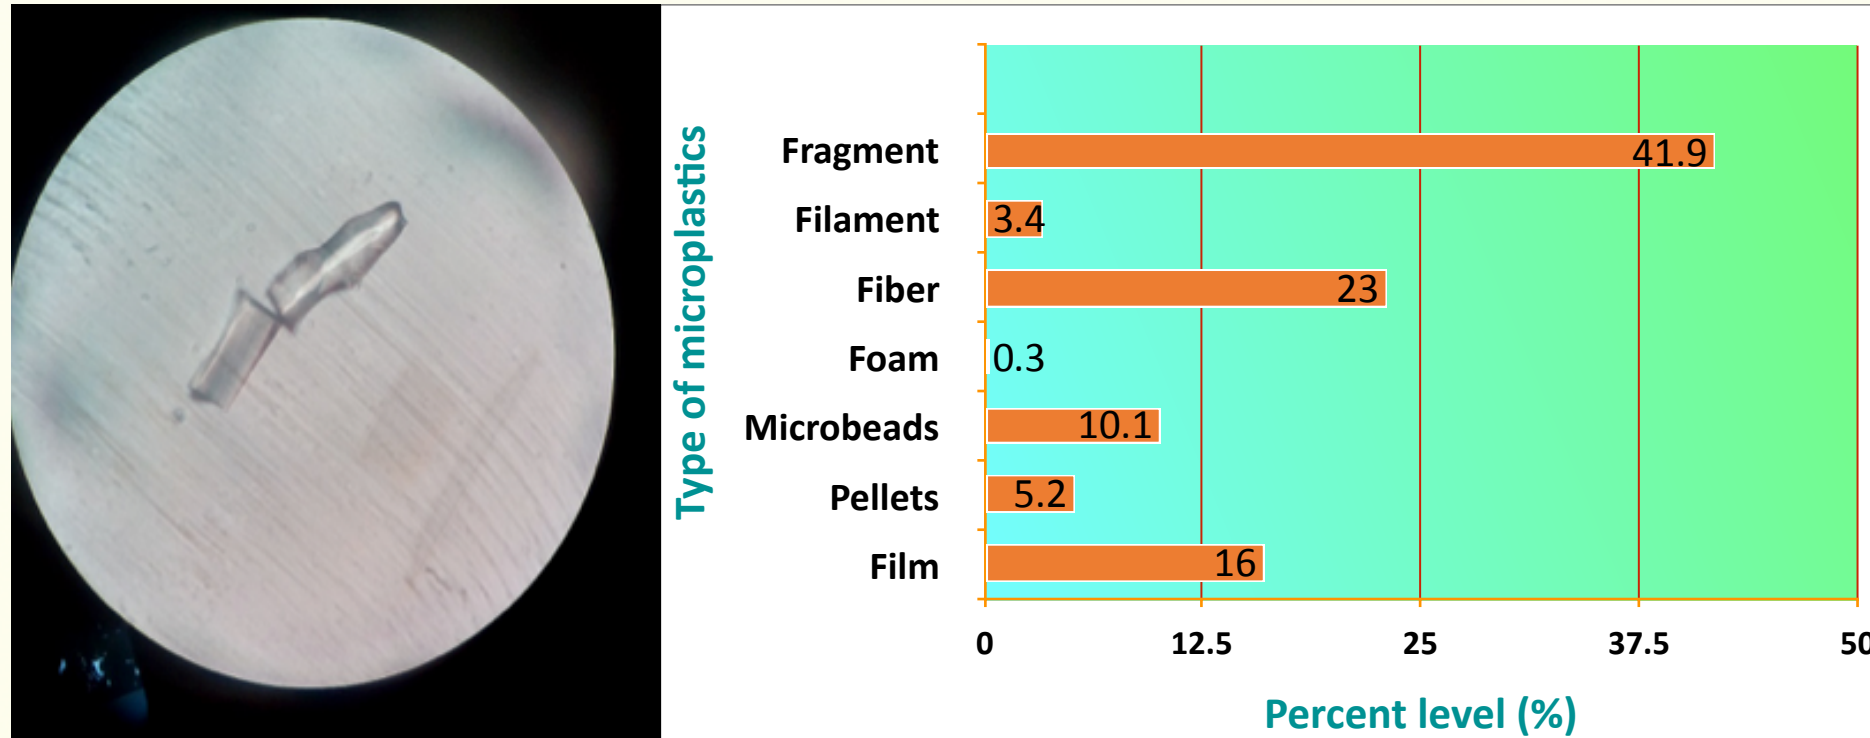 Type of microplastics
Fragment 41.9
Filament 3.4
Fiber 23
Foam 0.3
Microbeads 10.1
Pellets 5.2
Film 16
0 12.5 25 37.5 50
Percent level (%)